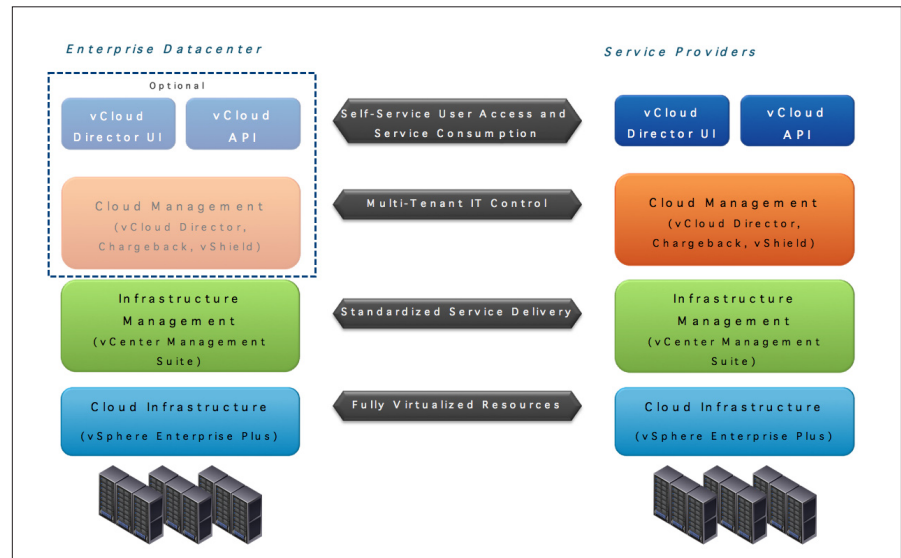 Enterprise Datacenter
Optional
vCloud
Director UI
vCloud
API
Cloud Management
(vCloud Director,
Chargeback, vShield)
Infrastructure
Management
(vCenter Management
Suite)
Cloud Infrastructure
(vSphere Enterprise Plus)
Self-Service User Access and
Service Consumption
Multi-Tenant IT Control
Standardized Service Delivery
Fully Virtualized Resources
Service Providers
vCloud
Director UI
vCloud
API
Cloud Management
(vCloud Director,
Chargeback, vShield)
Infrastructure
Management
(vCenter Management
Suite)
Cloud Infrastructure
(vSphere Enterprise Plus)